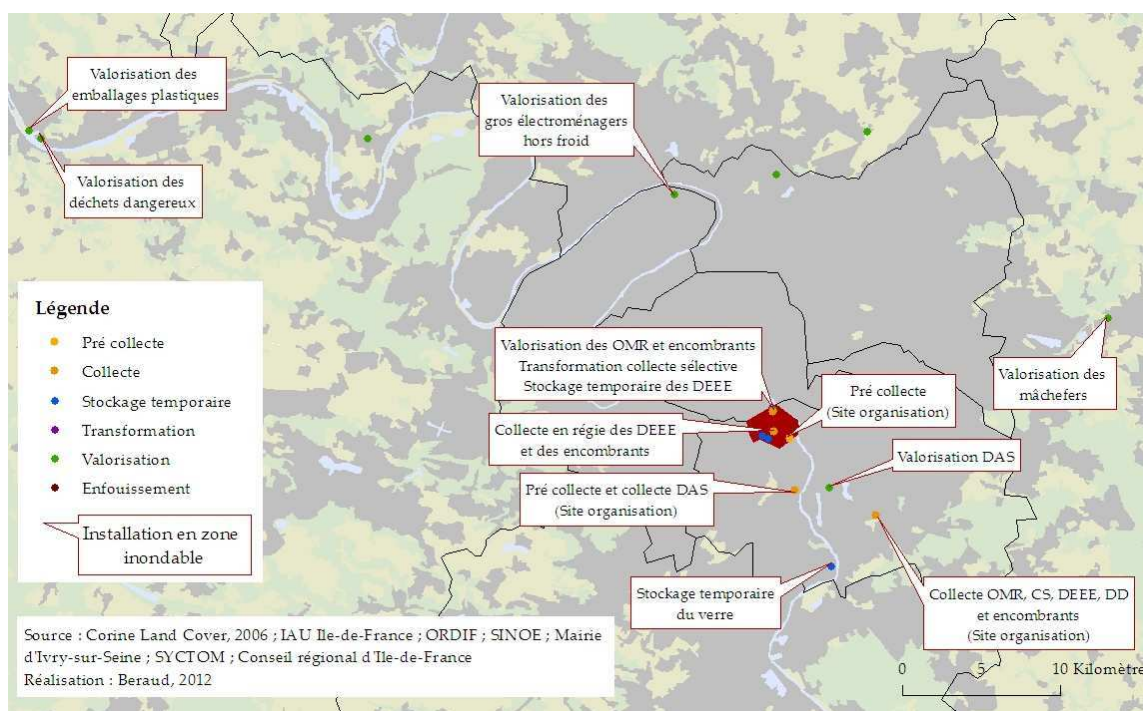 Valorisation des
emballages plastiques
Valorisation des
déchets dangereux
Valorisation des
gros électroménagers
hors froid
Légende
Pré collecte
Collecte
Stockage temporaire
Transformation
Valorisation
Enfouissement
Installation en zone
inondable
Valorisation des OMR et encombrants
Transformation collecte sélective
Stockage temporaire des DEEE
Pré collecte
(Site organisation)
Valorisation des
mâchefers
Collecte en régie des DEEE
et des encombrants
Valorisation DAS
Pré collecte et collecte DAS
(Site organisation)
Stockage temporaire
du verre
Collecte OMR, CS, DEEE, DD
et encombrants
(Site organisation)
Source : Corine Land Cover, 2006 ; IAU Ile-de-France ; ORDIF ; SINOE ; Mairie
d'Ivry-sur-Seine ; SYCTOM ; Conseil régional d'Ile-de-France
Réalisation : Beraud, 2012
0 5 10 Kilomètre